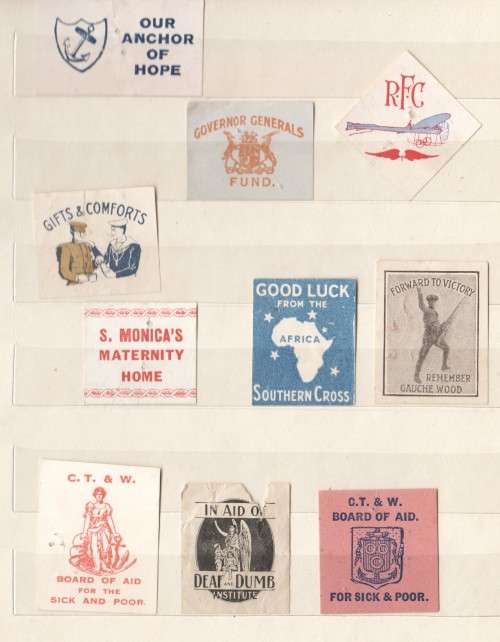 OUR
ANCHOR
OF
HOPE
GOVERNOR GENERALS
FUND.
R.F.C
GIFTS & COMFORTS
S. MONICA'S
MATERNITY
HOME
GOOD LUCK
FROM THE
AFRICA
SOUTHERN CROSS
FORWARD TO VICTORY
REMEMBER
GAUCHE WOOD
C. T. & W.
BOARD OF AID
FOR THE
SICK AND POOR.
IN AID OF
DEAF AND DUMB
INSTITUTE
C.T. & W.
BOARD OF AID.
FOR SICK & POOR.